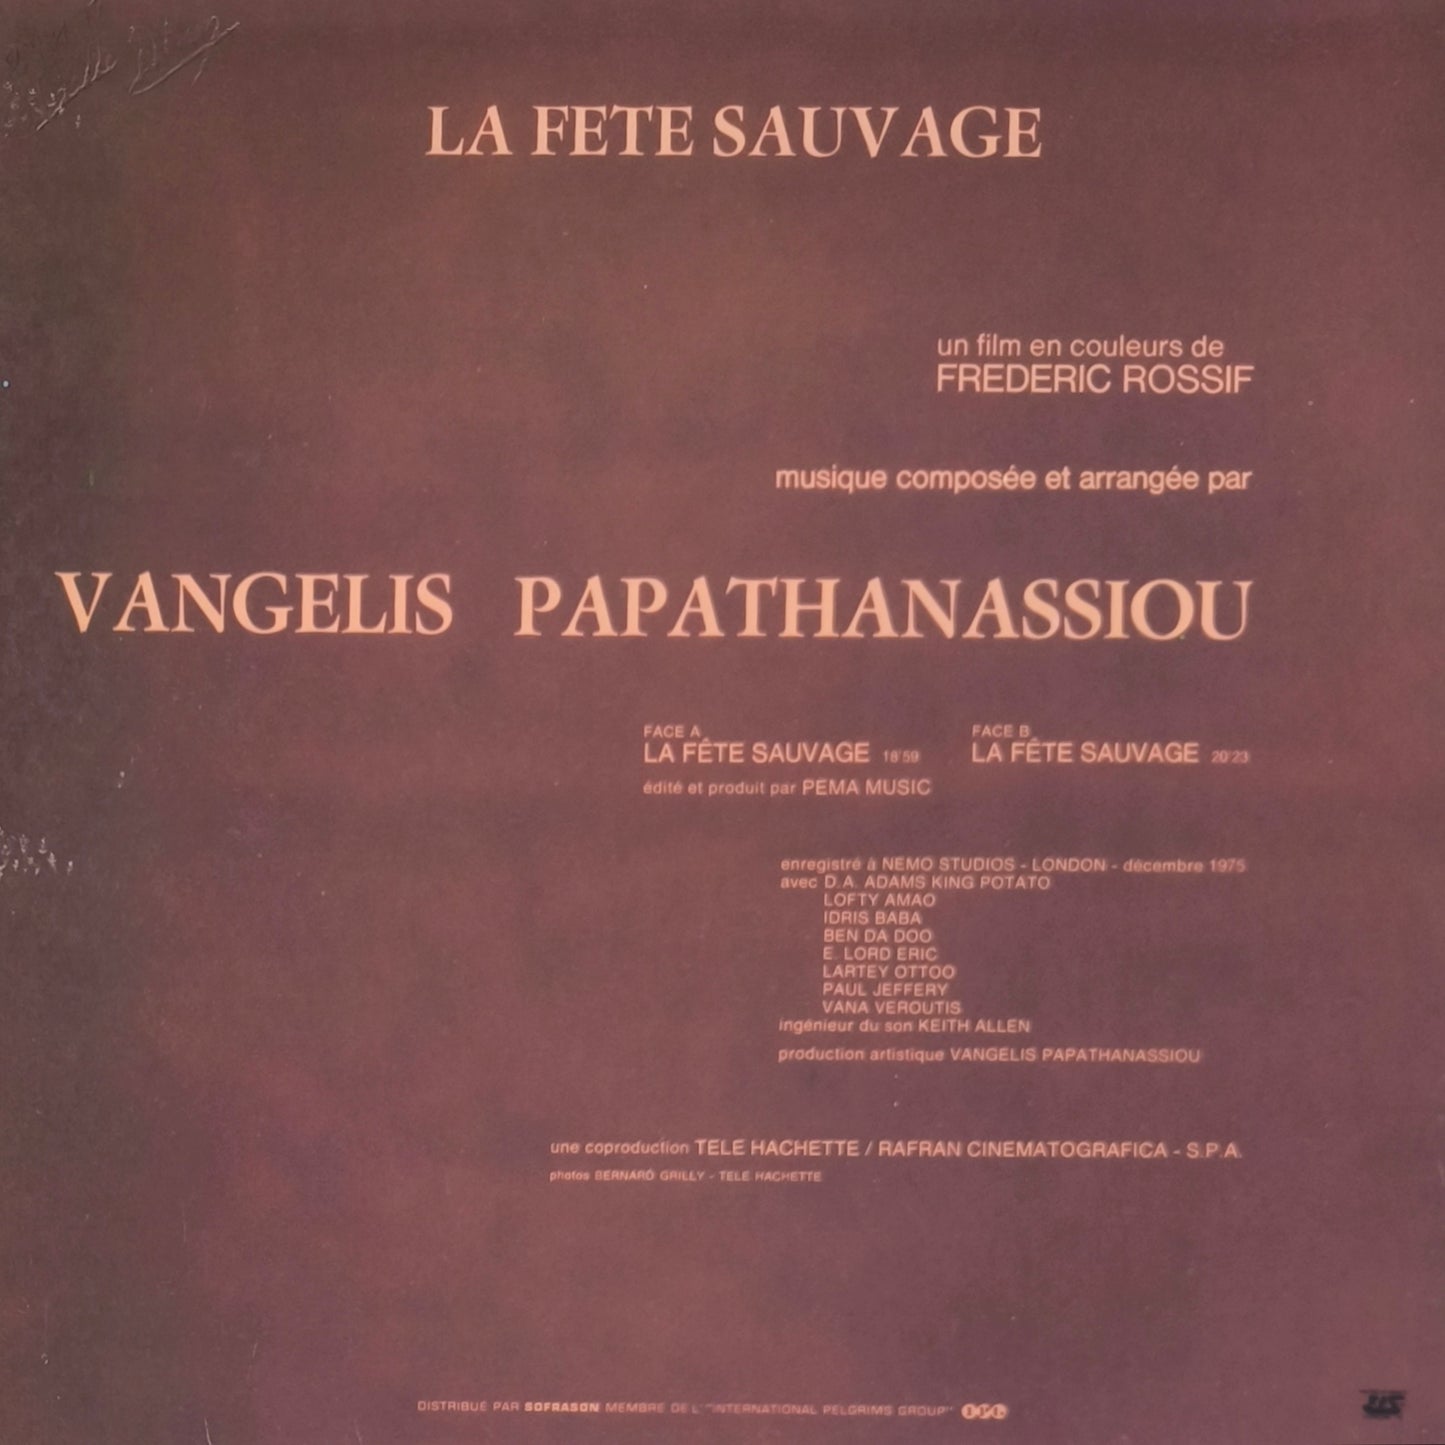 LA FETE SAUVAGE
un film en couleurs de
FREDERIC ROSSIF
musique composée et arrangée par
VANGELIS PAPATHANASSIOU
FACE A
LA FÊTE SAUVAGE 18'59
FACE B
LA FÊTE SAUVAGE 20'23
édité et produit par PEMA MUSIC
enregistré à NEMO STUDIOS - LONDON - décembre 1975
avec D.A. ADAMS KING POTATO
LOFTY AMAO
IDRIS BABA
BEN DA DOO
E. LORD ERIC
LARTEY OTTOO
PAUL JEFFERY
VANA VEROUTIS
ingénieur du son KEITH ALLEN
production artistique VANGELIS PAPATHANASSIOU
une coproduction TELE HACHETTE / RAFRAN CINEMATOGRAFICA - S.P.A.
photos BERNARD GRILLY - TELE HACHETTE
DISTRIBUÉ PAR SOFRASON MEMBRE DE L' "INTERNATIONAL PELGRIMS GROUP" I.P.G.